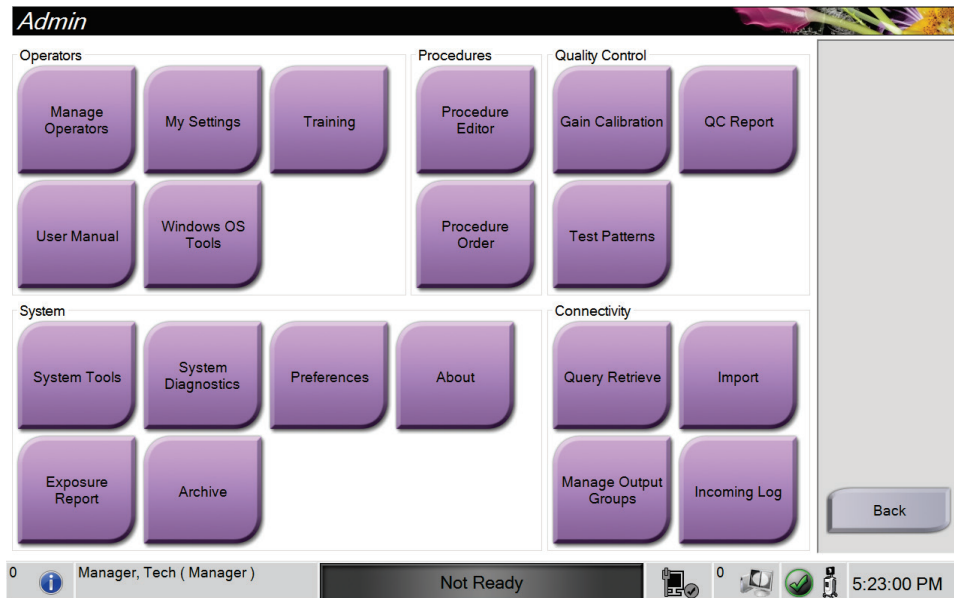 Admin
Operators
Manage
Operators
My Settings
Training
User Manual
Windows OS
Tools
Procedures
Procedure
Editor
Procedure
Order
Quality Control
Gain Calibration
QC Report
Test Patterns
System
System Tools
System
Diagnostics
Preferences
About
Exposure
Report
Archive
Connectivity
Query Retrieve
Import
Manage Output
Groups
Incoming Log
Back
0
Manager, Tech ( Manager )
Not Ready
0
5:23:00 PM